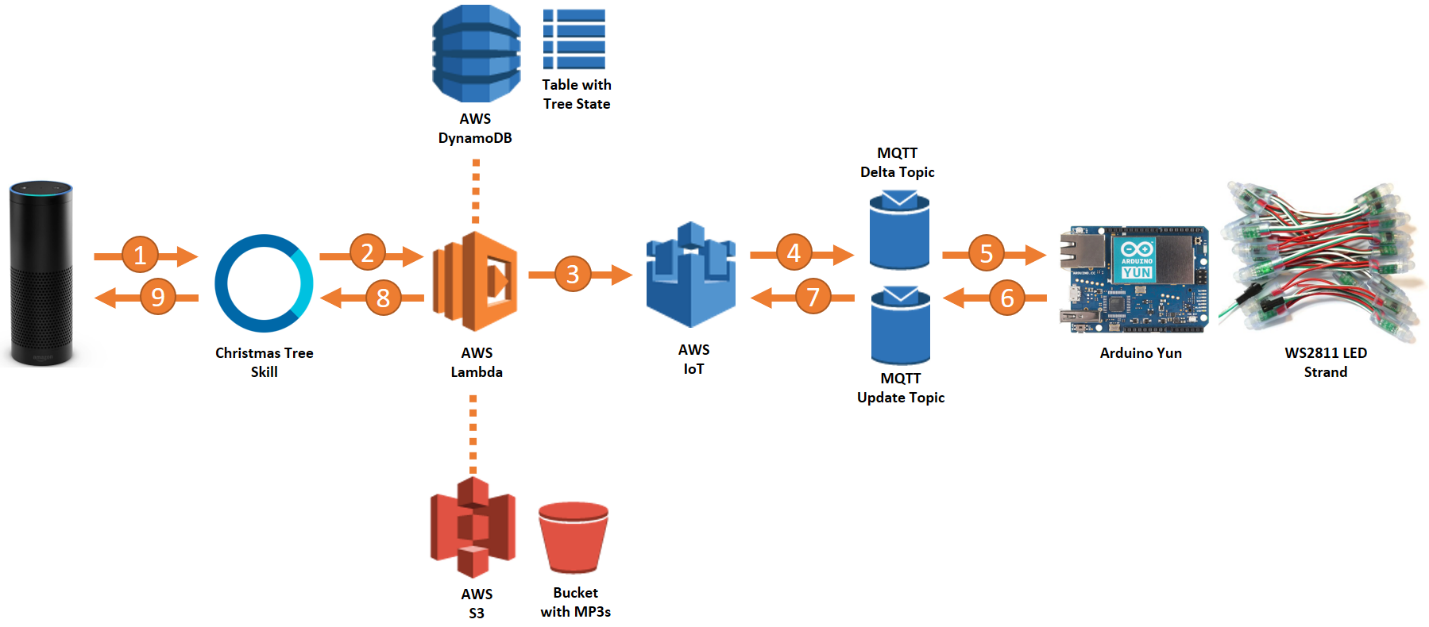 AWS
DynamoDB
Table with
Tree State
1
9
Christmas Tree
Skill
2
8
AWS
Lambda
3
AWS
S3
Bucket
with MP3s
AWS
IoT
4
7
MQTT
Delta Topic
MQTT
Update Topic
5
6
ARDUINO
YUN
Arduino Yun
WS2811 LED
Strand